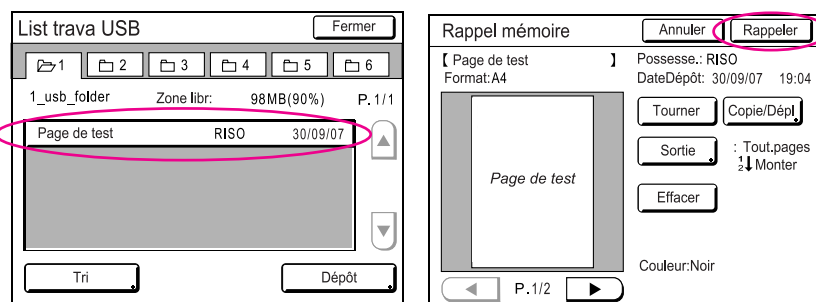 List trava USB
Fermer
1
2
3
4
5
6
1_usb_folder Zone libr: 98MB(90%) P. 1/1
Page de test RISO 30/09/07
Tri
Dépôt
Rappel mémoire
Annuler
Rappeler
【 Page de test 】
Format:A4
Page de test
P.1/2
Possesse.: RISO
DateDépôt: 30/09/07 19:04
Tourner
Copie/Dépl.
Sortie
: Tout.pages
1
2 Monter
Effacer
Couleur:Noir